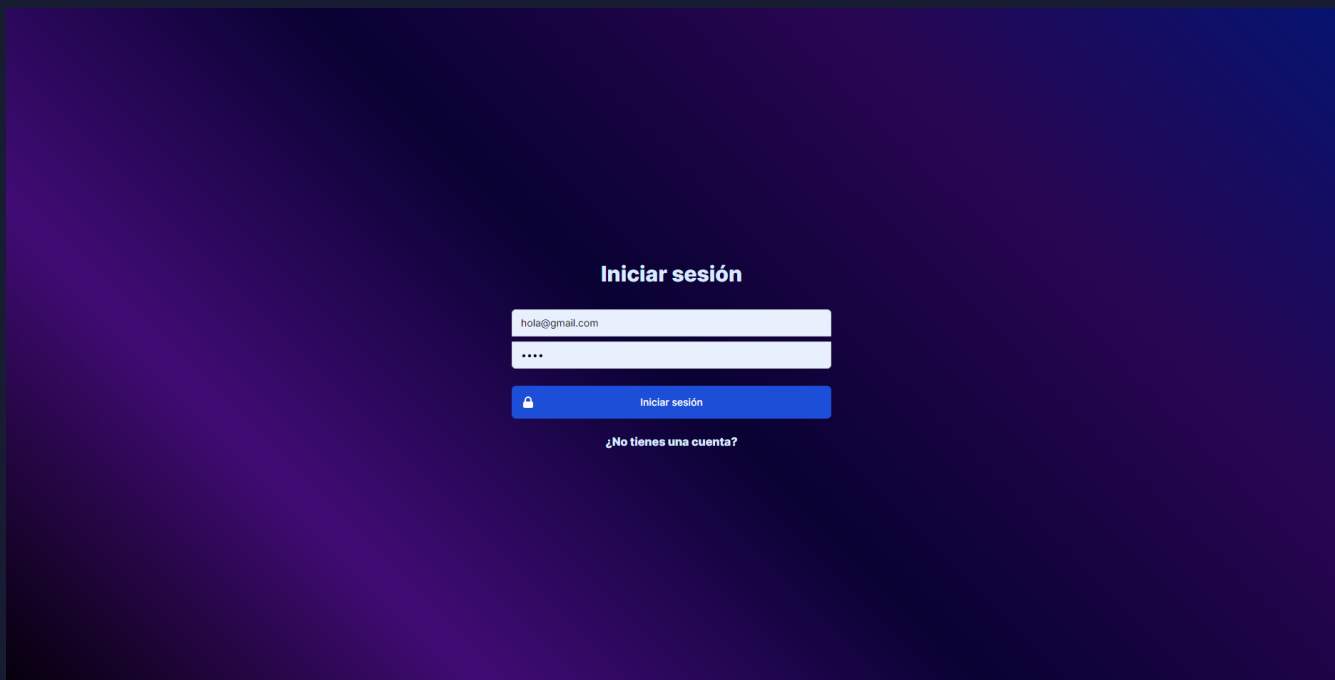 Iniciar sesión
hola@gmail.com
••••
Iniciar sesión
¿No tienes una cuenta?